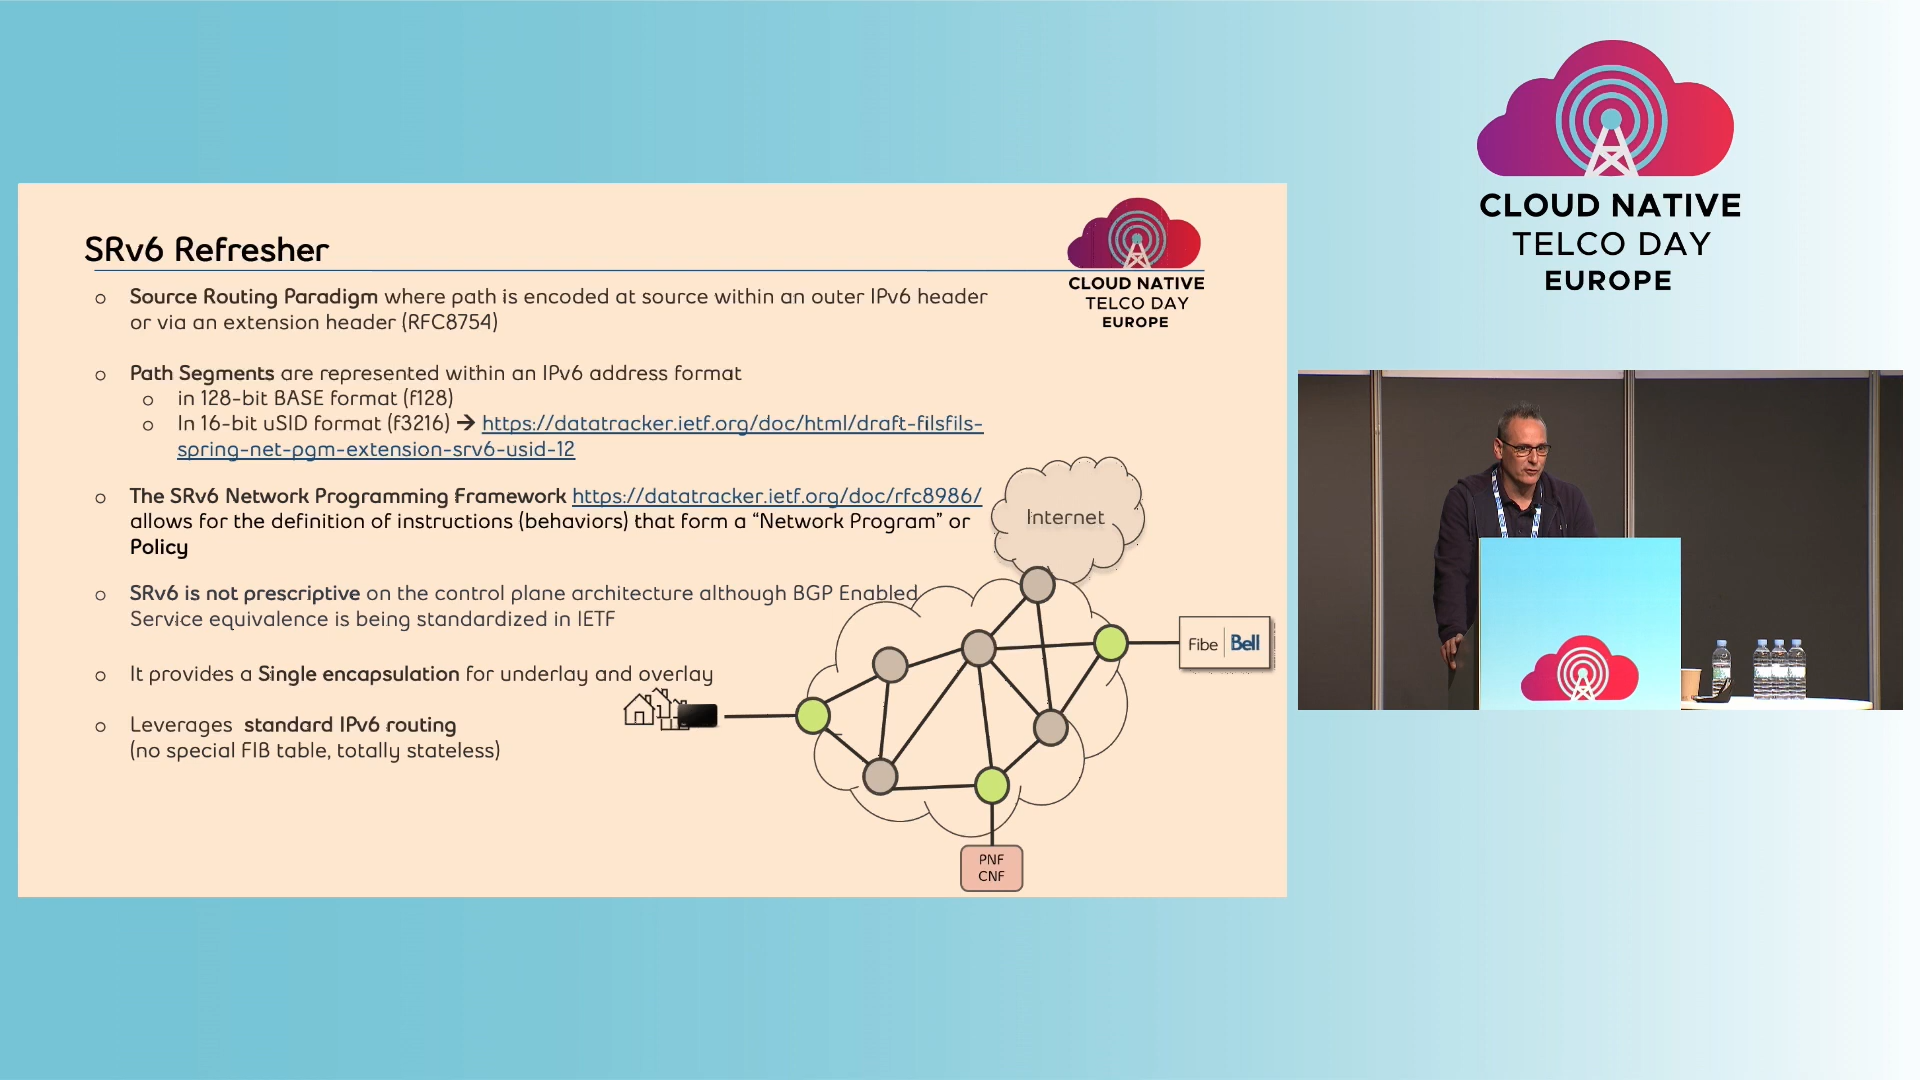 SRv6 Refresher
CLOUD NATIVE
TELCO DAY
EUROPE
o Source Routing Paradigm where path is encoded at source within an outer IPv6 header
or via an extension header (RFC8754)
o Path Segments are represented within an IPv6 address format
o in 128-bit BASE format (f128)
o In 16-bit uSID format (f3216) → https://datatracker.ietf.org/doc/html/draft-filsfils-
spring-net-pgm-extension-srv6-usid-12
o The SRv6 Network Programming Framework https://datatracker.ietf.org/doc/rfc8986/
allows for the definition of instructions (behaviors) that form a “Network Program” or
Policy
o SRv6 is not prescriptive on the control plane architecture although BGP Enabled
Service equivalence is being standardized in IETF
o It provides a Single encapsulation for underlay and overlay
o Leverages standard IPv6 routing
(no special FIB table, totally stateless)
Internet
Fibe | Bell
PNF
CNF
CLOUD NATIVE
TELCO DAY
EUROPE